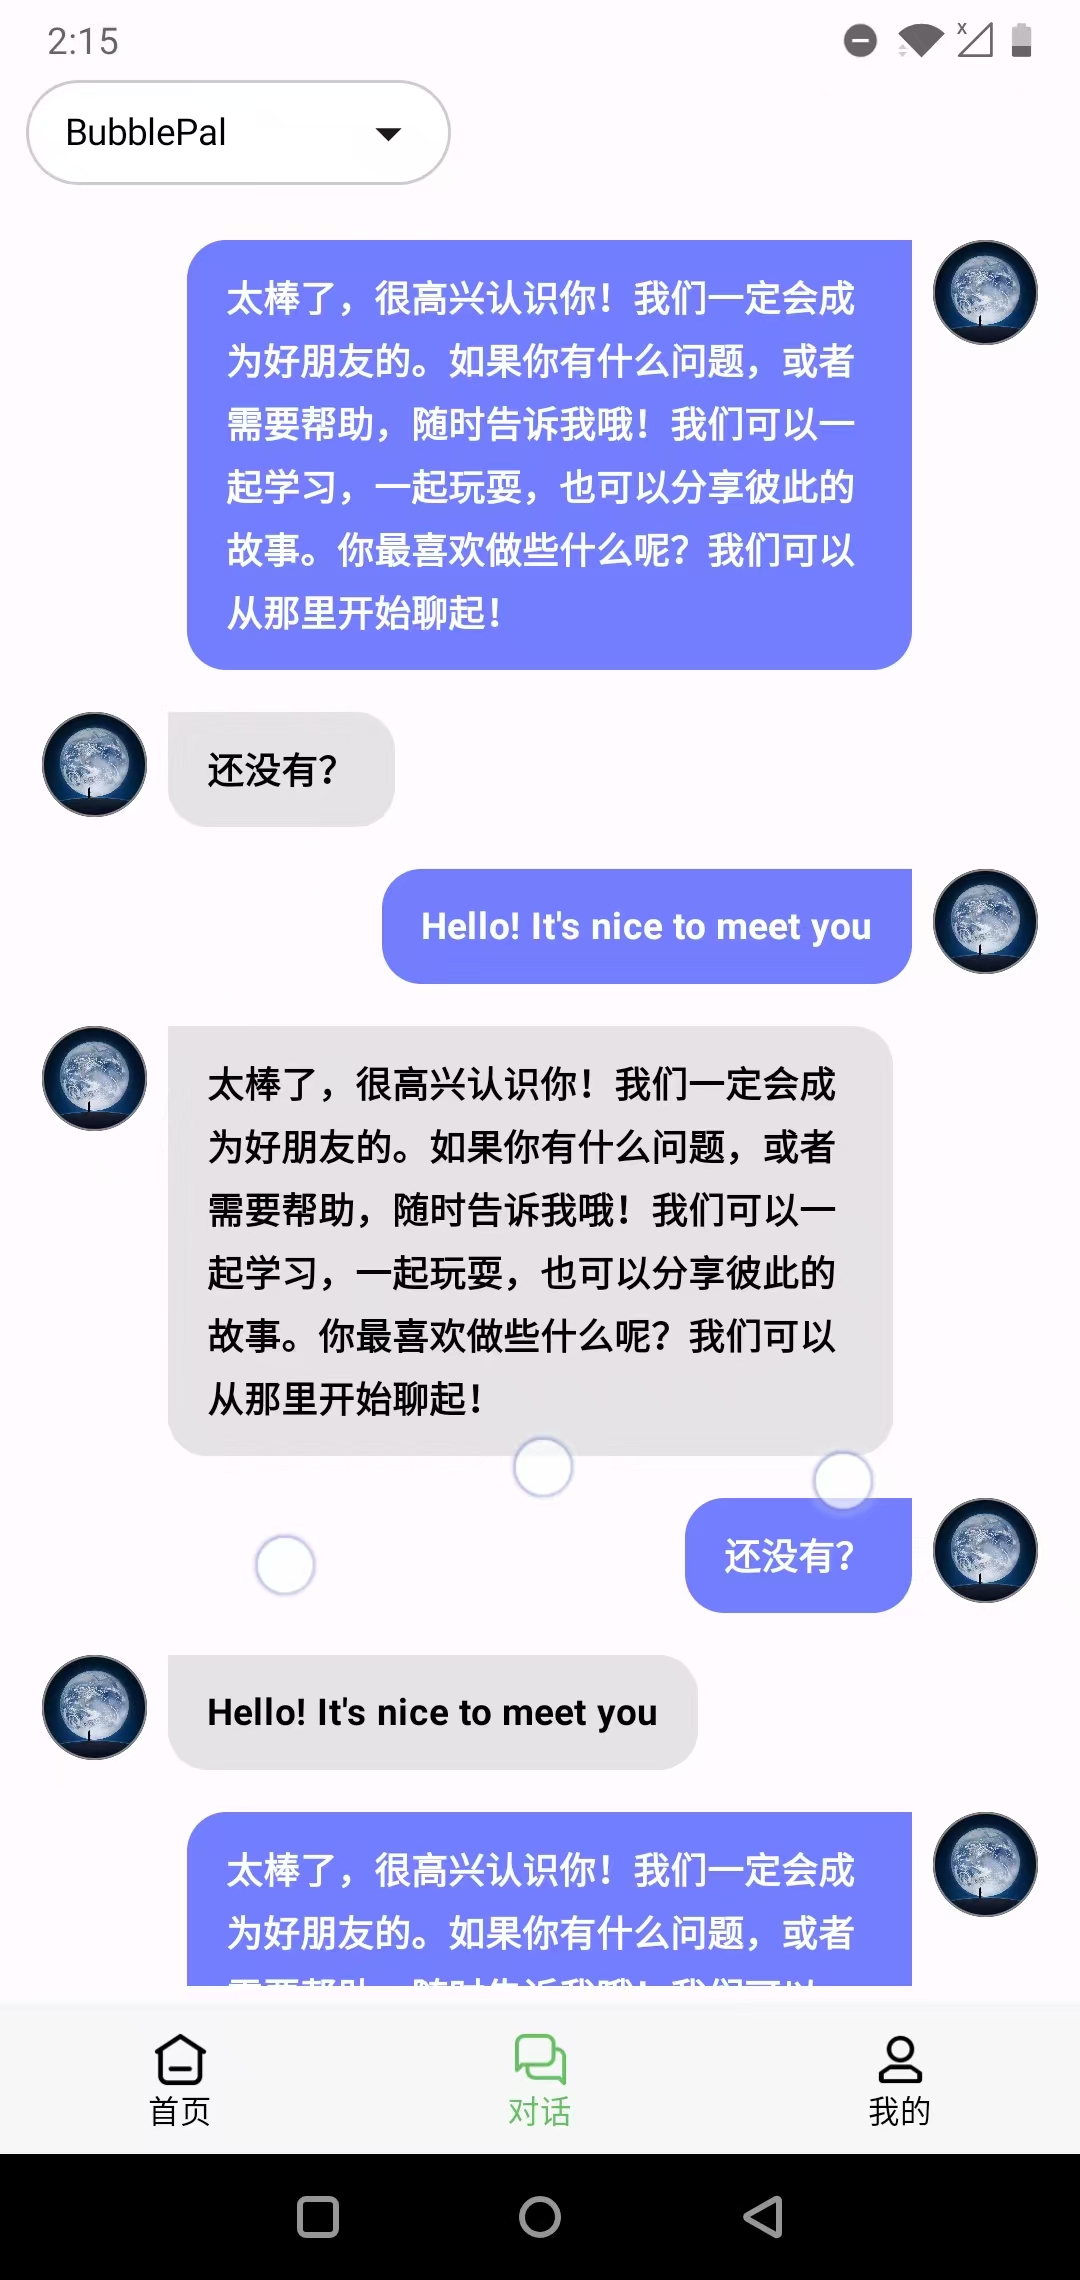 2:15
BubblePal
太棒了，很高兴认识你！我们一定会成
为好朋友的。如果你有什么问题，或者
需要帮助，随时告诉我哦！我们可以一
起学习，一起玩耍，也可以分享彼此的
故事。你最喜欢做些什么呢？我们可以
从那里开始聊起！
还没有？
Hello! It's nice to meet you
太棒了，很高兴认识你！我们一定会成
为好朋友的。如果你有什么问题，或者
需要帮助，随时告诉我哦！我们可以一
起学习，一起玩耍，也可以分享彼此的
故事。你最喜欢做些什么呢？我们可以
从那里开始聊起！
还没有？
Hello! It's nice to meet you
太棒了，很高兴认识你！我们一定会成
为好朋友的。如果你有什么问题，或者
首页
对话
我的